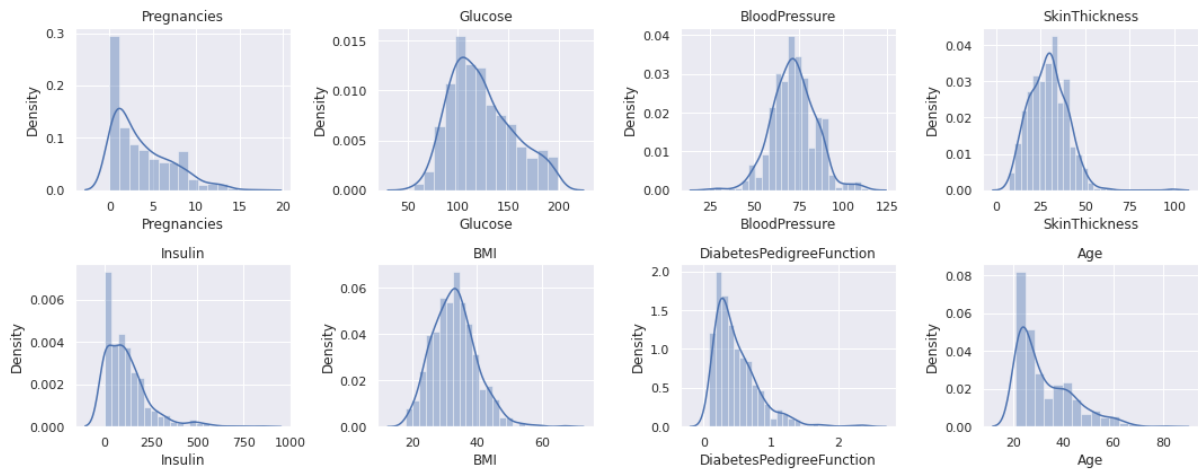 Pregnancies
Glucose
BloodPressure
SkinThickness
Density
0.3
0.2
0.1
0.0
0 5 10 15 20
Pregnancies
Density
0.015
0.010
0.005
0.000
50 100 150 200
Glucose
Density
0.04
0.03
0.02
0.01
0.00
25 50 75 100 125
BloodPressure
Density
0.04
0.03
0.02
0.01
0.00
0 25 50 75 100
SkinThickness
Insulin
BMI
DiabetesPedigreeFunction
Age
Density
0.006
0.004
0.002
0.000
0 250 500 750 1000
Insulin
Density
0.06
0.04
0.02
0.00
20 40 60
BMI
Density
2.0
1.5
1.0
0.5
0.0
0 1 2
DiabetesPedigreeFunction
Density
0.08
0.06
0.04
0.02
0.00
20 40 60 80
Age